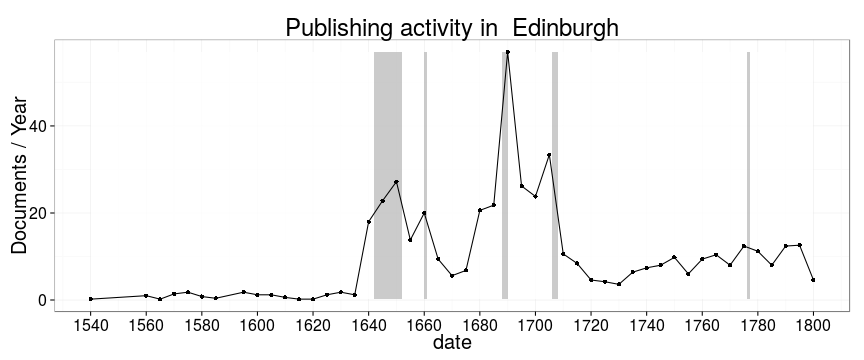 Publishing activity in  Edinburgh
Documents / Year
40
20
0
1540 1560 1580 1600 1620 1640 1660 1680 1700 1720 1740 1760 1780 1800
date